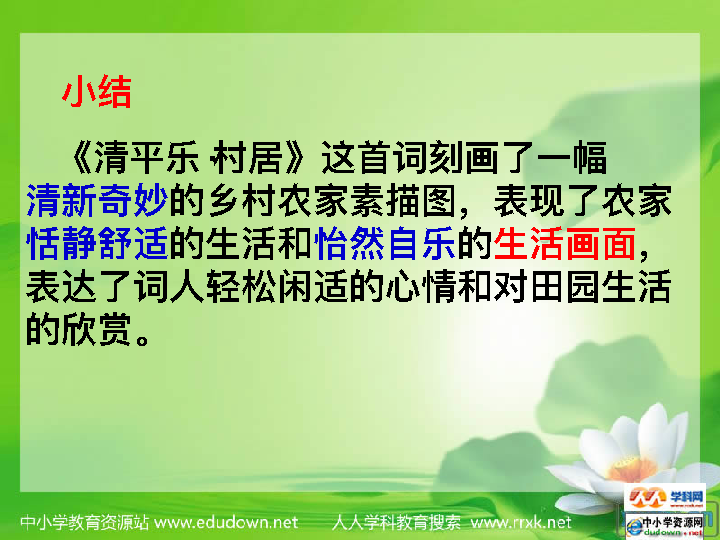 小结
《清平乐·村居》这首词刻画了一幅
清新奇妙的乡村农家素描图，表现了农家
恬静舒适的生活和怡然自乐的生活画面，
表达了词人轻松闲适的心情和对田园生活
的欣赏。
中小学教育资源站 www.edudown.net 人人学科教育搜索 www.rrxk.net
学科网
www.rrxk.net
中小学资源网
edudown.net